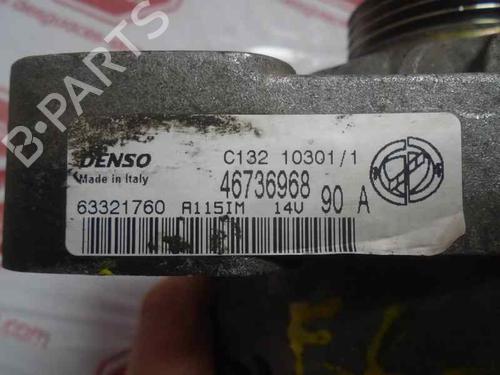 DENSO
Made in Italy
C132 10301/1
46736968
63321760 A115IM 14V 90 A
B-PARTS